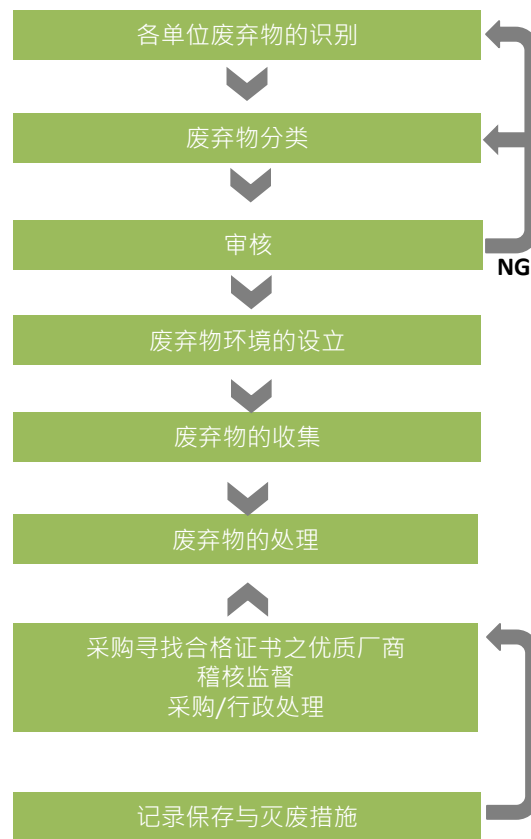 各单位废弃物的识别
废弃物分类
审核
NG
废弃物环境的设立
废弃物的收集
废弃物的处理
采购寻找合格证书之优质厂商
稽核监督
采购/行政处理
记录保存与灭废措施